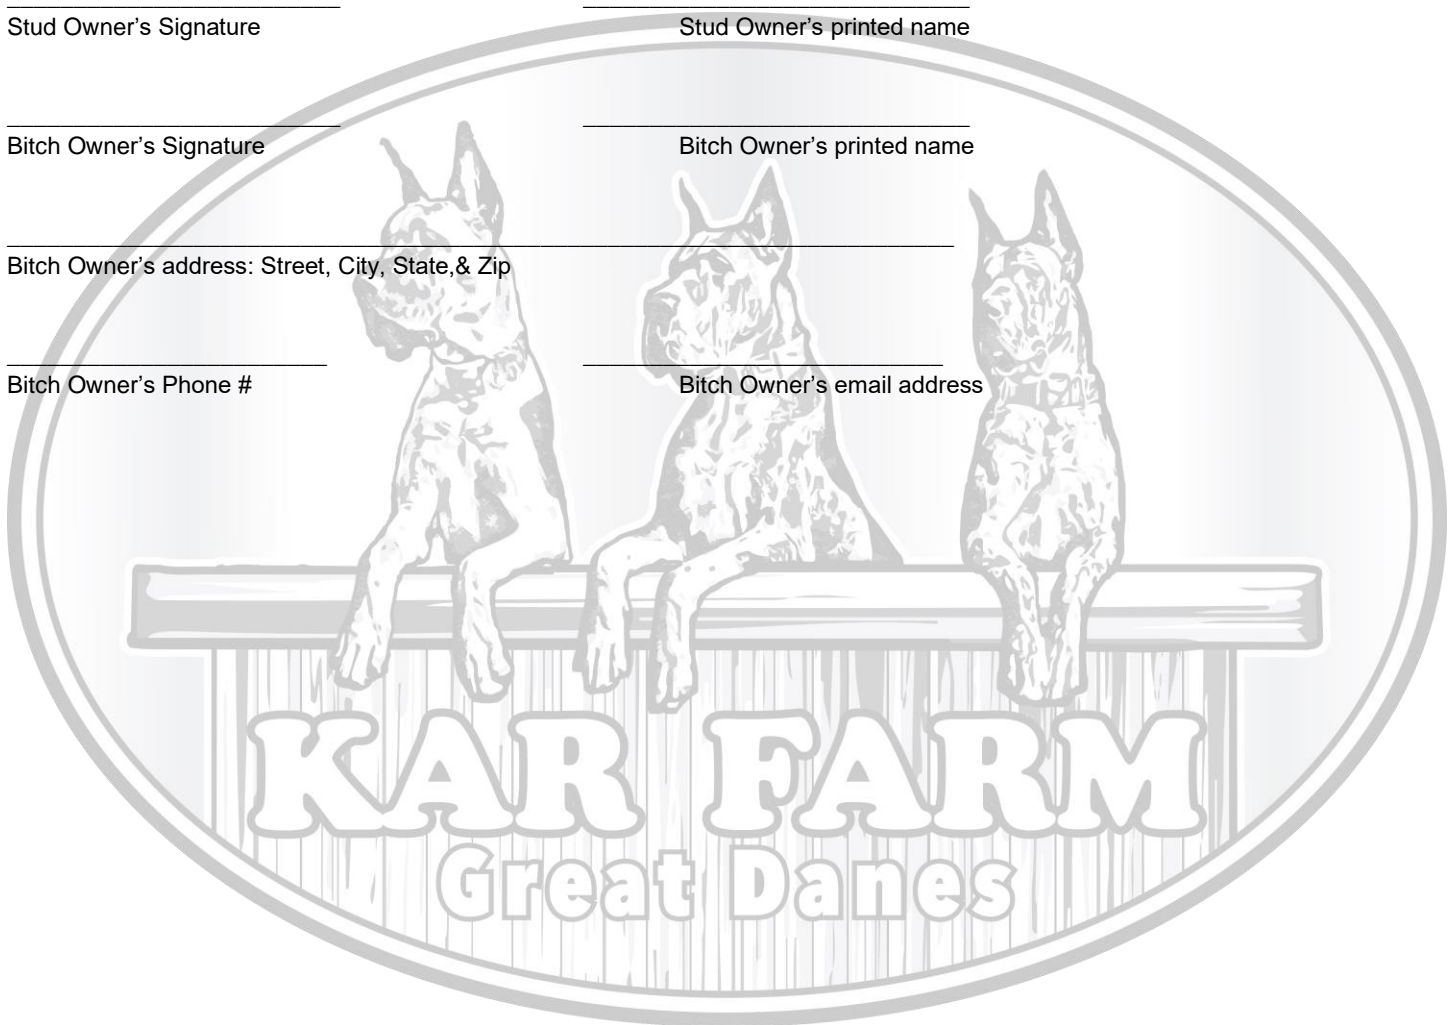 Stud Owner’s Signature Stud Owner’s printed name
Bitch Owner’s Signature Bitch Owner’s printed name
Bitch Owner’s address: Street, City, State,& Zip
Bitch Owner’s Phone # Bitch Owner’s email address
KAR FARM
Great Danes